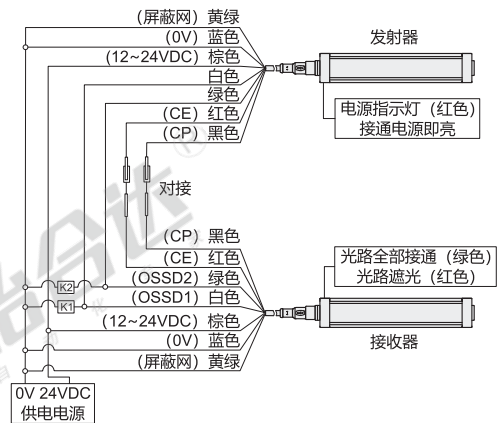 (屏蔽网) 黄绿
(0V) 蓝色
(12~24VDC) 棕色
白色
绿色
(CE) 红色
(CP) 黑色
发射器
电源指示灯 (红色)
接通电源即亮
对接
(CP) 黑色
(CE) 红色
(OSSD2) 绿色
(OSSD1) 白色
(12~24VDC) 棕色
(0V) 蓝色
(屏蔽网) 黄绿
K2
K1
光路全部接通 (绿色)
光路遮光 (红色)
接收器
0V 24VDC
供电电源